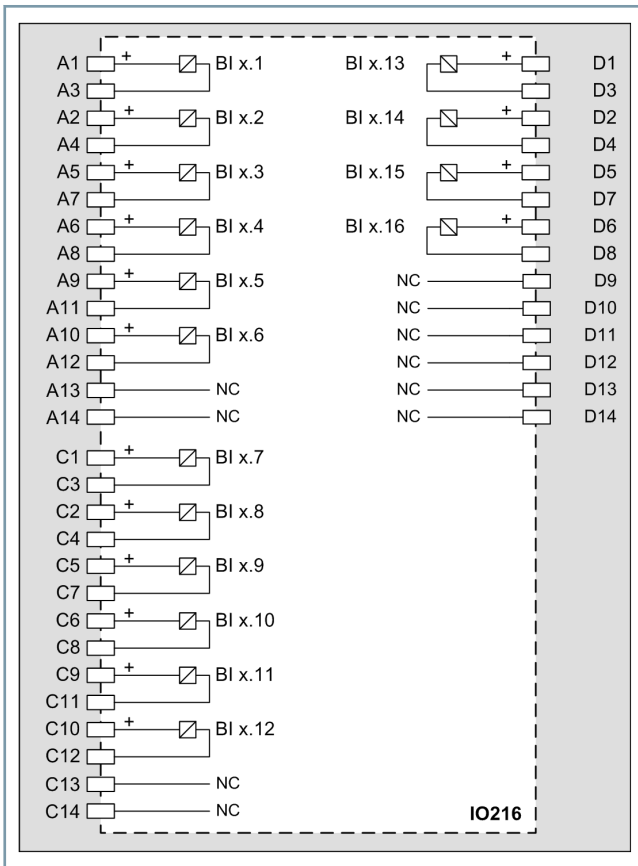 A1 + BI x.1 BI x.13 + D1
A3 D3
A2 + BI x.2 BI x.14 + D2
A4 D4
A5 + BI x.3 BI x.15 + D5
A7 D7
A6 + BI x.4 BI x.16 + D6
A8 D8
A9 + BI x.5 NC D9
A11 NC D10
A10 + BI x.6 NC D11
A12 NC D12
A13 NC NC D13
A14 NC NC D14
C1 + BI x.7
C3
C2 + BI x.8
C4
C5 + BI x.9
C7
C6 + BI x.10
C8
C9 + BI x.11
C11
C10 + BI x.12
C12
C13 NC
C14 NC IO216